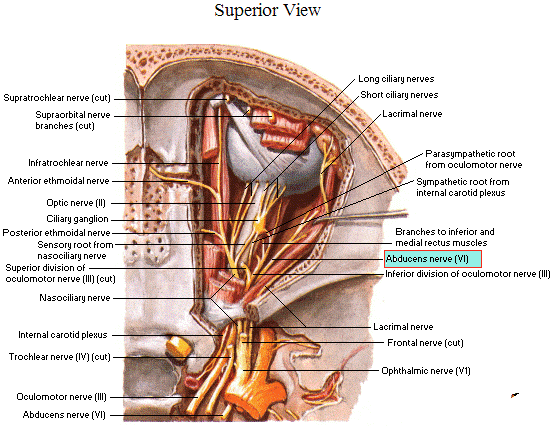 Superior View
Long ciliary nerves
Short ciliary nerves
Supratrochlear nerve (cut)
Lacrimal nerve
Supraorbital nerve
branches (cut)
Parasympathetic root
from oculomotor nerve
Infratrochlear nerve
Anterior ethmoidal nerve
Sympathetic root from
internal carotid plexus
Optic nerve (II)
Ciliary ganglion
Posterior ethmoidal nerve
Branches to inferior and
medial rectus muscles
Sensory root from
nasociliary nerve
Abducens nerve (VI)
Superior division of
oculomotor nerve (III) (cut)
Inferior division of oculomotor nerve (III)
Nasociliary nerve
Lacrimal nerve
Internal carotid plexus
Frontal nerve (cut)
Trochlear nerve (IV) (cut)
Ophthalmic nerve (V1)
Oculomotor nerve (III)
Abducens nerve (VI)